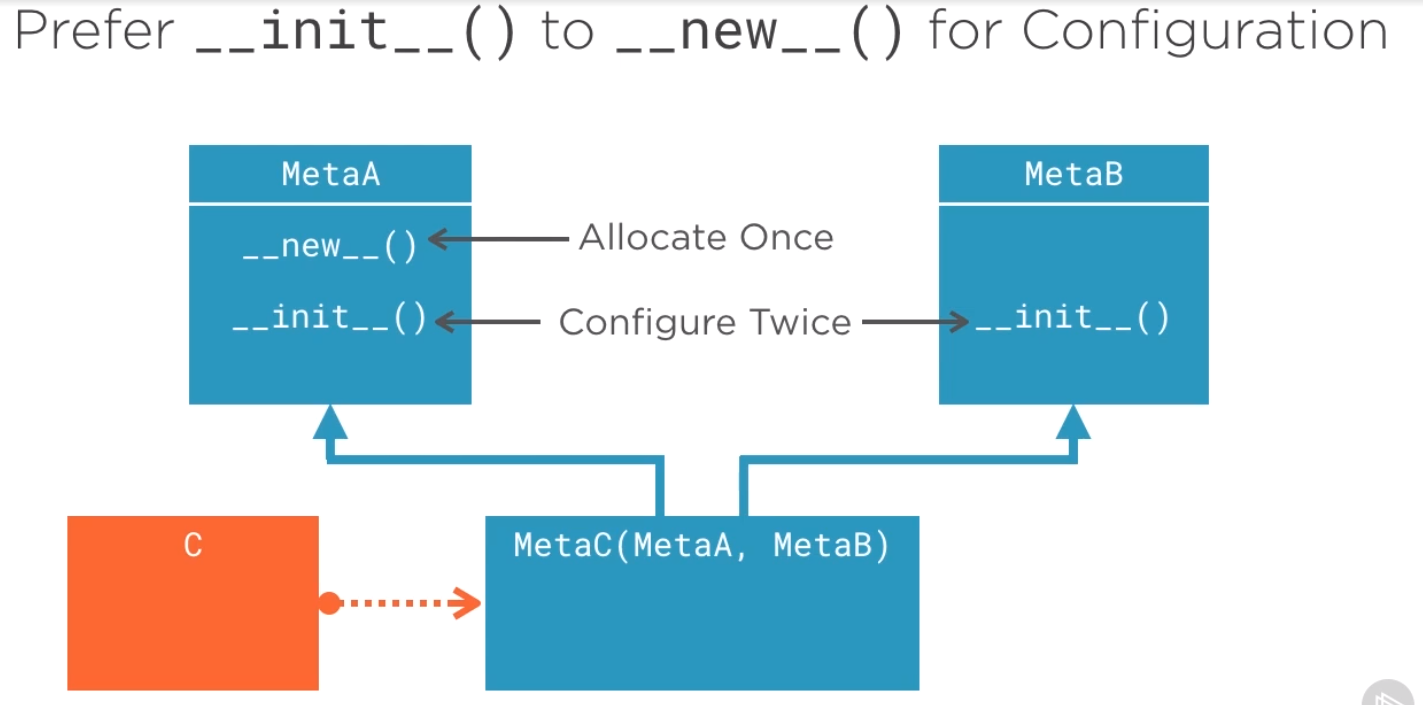 Prefer __init__() to __new__() for Configuration
MetaA
MetaB
__new__()
Allocate Once
__init__()
Configure Twice
__init__()
C
MetaC(MetaA, MetaB)